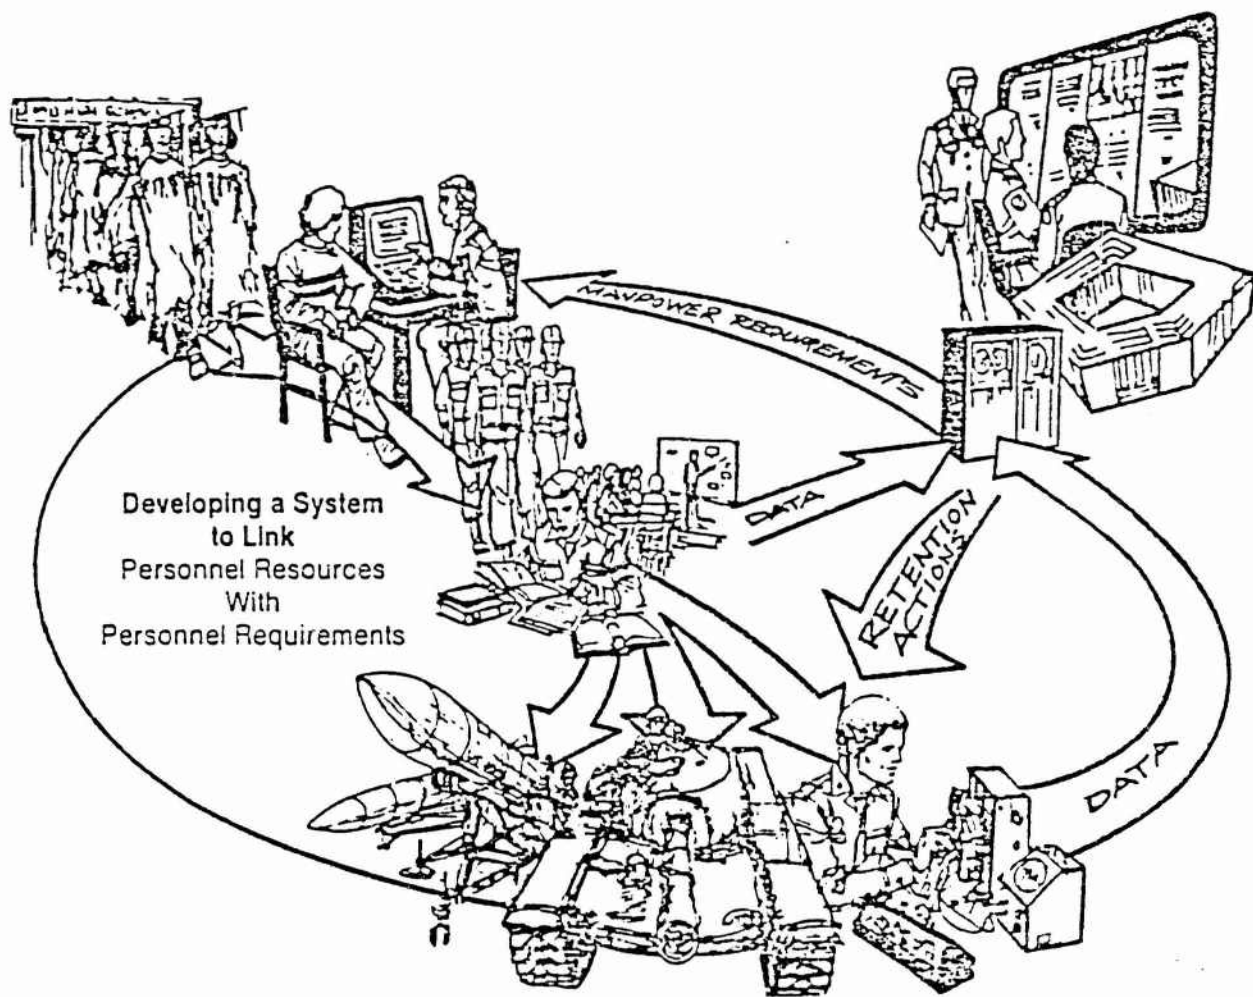 MANPOWER REQUIREMENTS
DATA
RETENTION
ACTIONS
Developing a System
to Link
Personnel Resources
With
Personnel Requirements
DATA